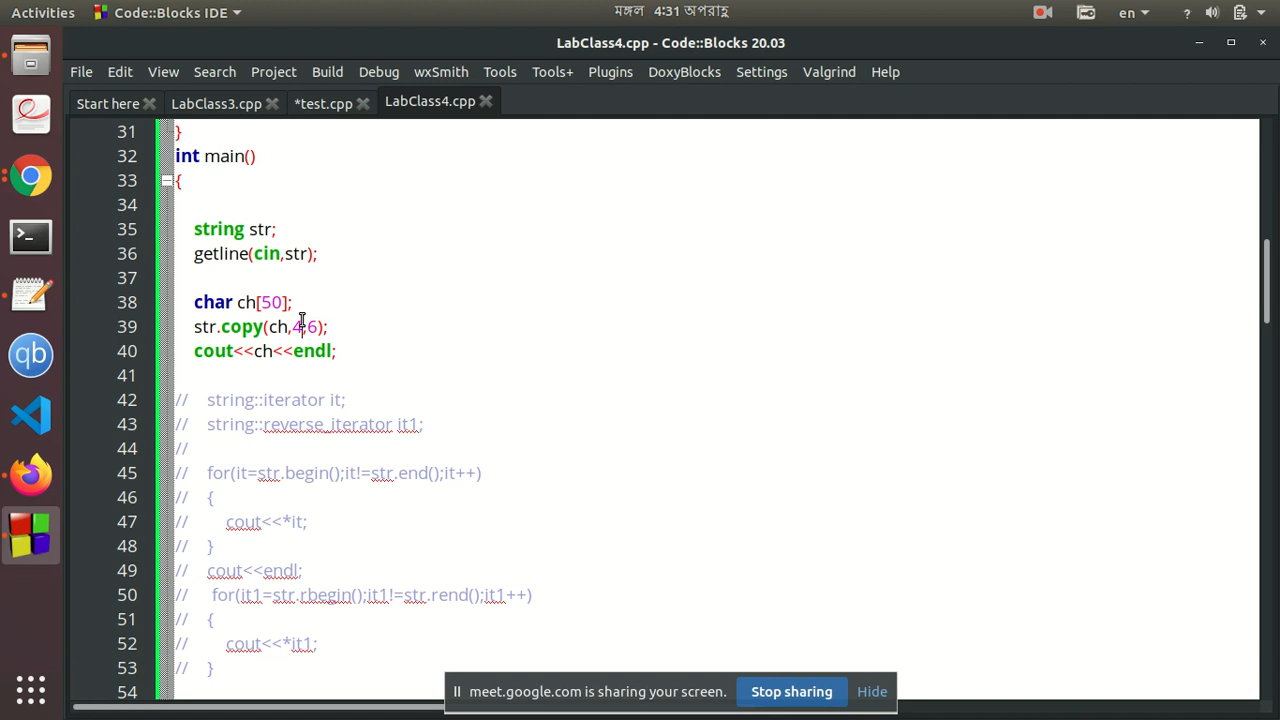 Activities Code::Blocks IDE মঙ্গল 4:31 অপরাহ্ণ en ?
LabClass4.cpp - Code::Blocks 20.03
File Edit View Search Project Build Debug wxSmith Tools Tools+ Plugins DoxyBlocks Settings Valgrind Help
Start here LabClass3.cpp *test.cpp LabClass4.cpp
31 }
32 int main()
33 {
34
35 string str;
36 getline(cin,str);
37
38 char ch[50];
39 str.copy(ch,4,6);
40 cout<<ch<<endl;
41
42 // string::iterator it;
43 // string::reverse_iterator it1;
44 //
45 // for(it=str.begin();it!=str.end();it++)
46 // {
47 // cout<<*it;
48 // }
49 // cout<<endl;
50 // for(it1=str.rbegin();it1!=str.rend();it1++)
51 // {
52 // cout<<*it1;
53 // }
54
meet.google.com is sharing your screen. Stop sharing Hide
qb